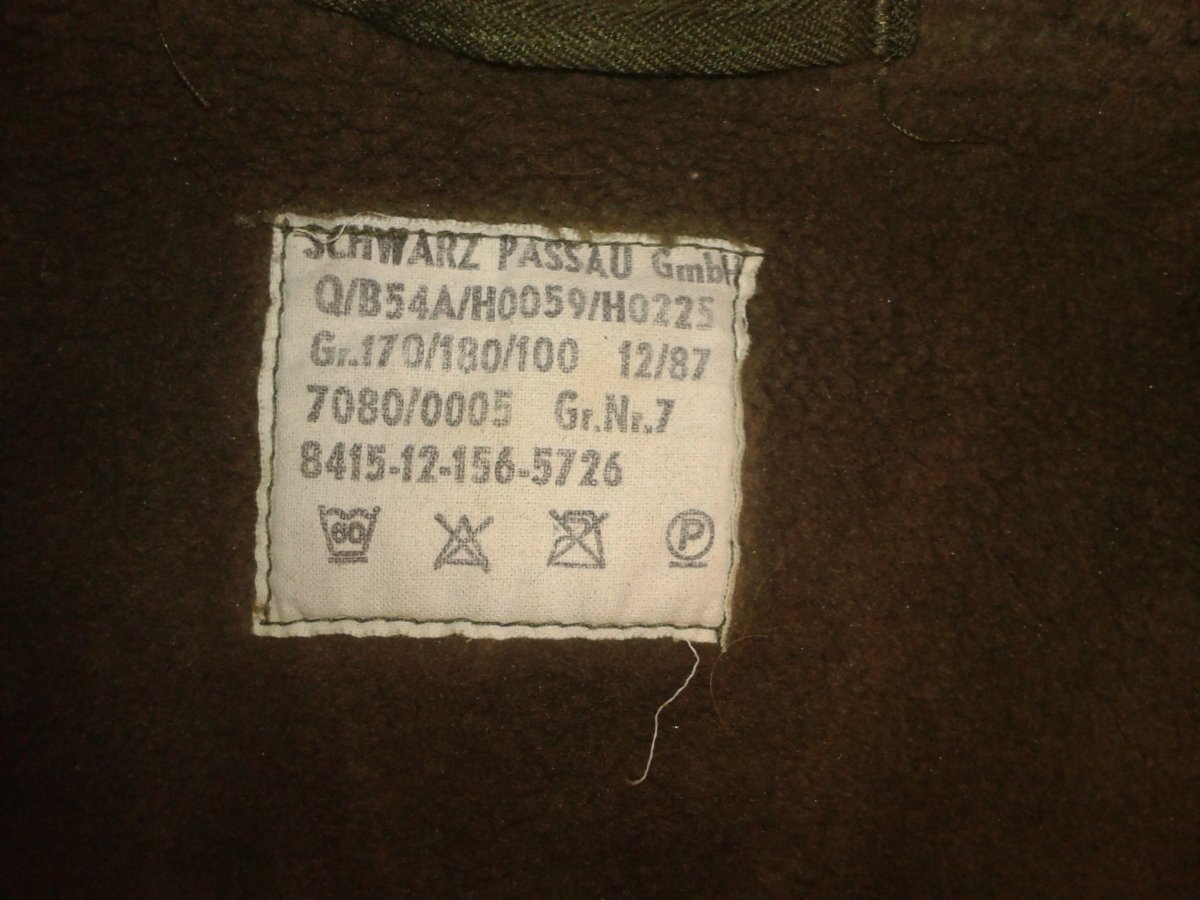 SCHWARZ PASSAU GmbH
Q/B54A/H0059/H0225
Gr.170/180/100 12/87
7080/0005 Gr.Nr.7
8415-12-156-5726
60 P